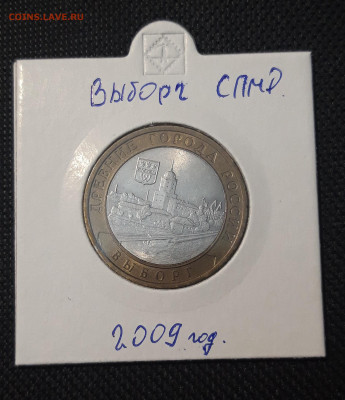 COINS.LAVE.RU
Выборг СПМД.
ДРЕВНИЕ ГОРОДА РОССИИ
ВЫБОРГ
2009 год.